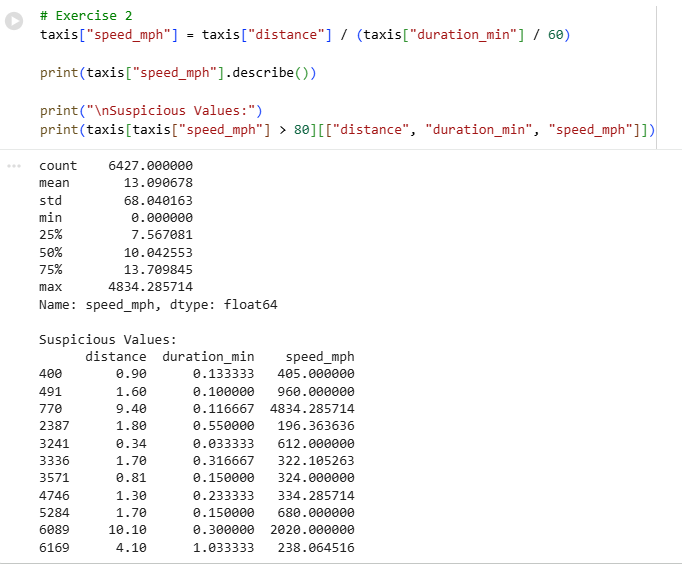 # Exercise 2
taxis["speed_mph"] = taxis["distance"] / (taxis["duration_min"] / 60)
print(taxis["speed_mph"].describe())
print("\nSuspicious Values:")
print(taxis[taxis["speed_mph"] > 80][["distance", "duration_min", "speed_mph"]])
count    6427.000000
mean       13.090678
std        68.040163
min         0.000000
25%         7.567081
50%        10.042553
75%        13.709845
max      4834.285714
Name: speed_mph, dtype: float64
Suspicious Values:
      distance  duration_min    speed_mph
400       0.90      0.133333   405.000000
491       1.60      0.100000   960.000000
770       9.40      0.116667  4834.285714
2387      1.80      0.550000   196.363636
3241      0.34      0.033333   612.000000
3336      1.70      0.316667   322.105263
3571      0.81      0.150000   324.000000
4746      1.30      0.233333   334.285714
5284      1.70      0.150000   680.000000
6089     10.10      0.300000  2020.000000
6169      4.10      1.033333   238.064516